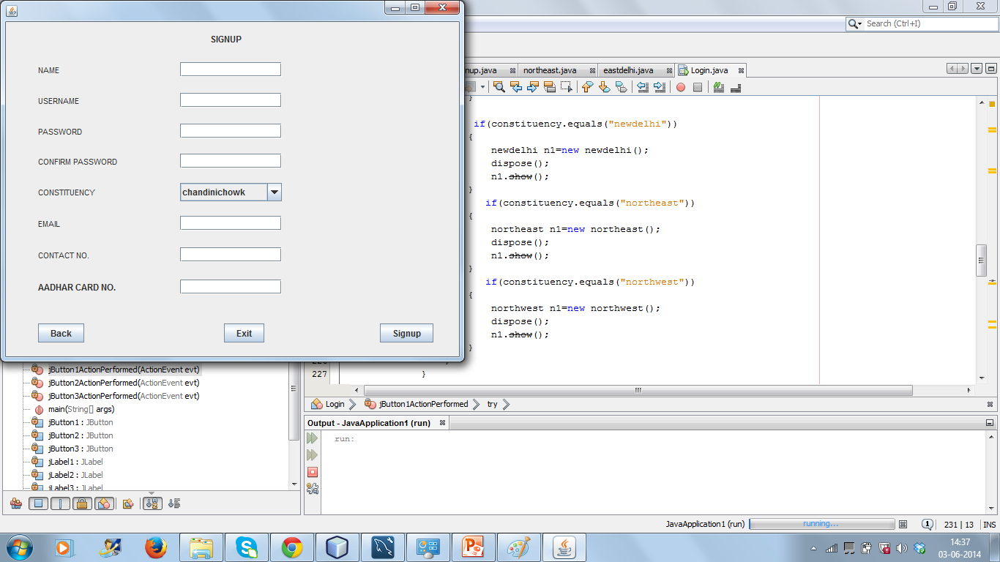 SIGNUP
NAME
USERNAME
PASSWORD
CONFIRM PASSWORD
CONSTITUENCY
chandinichowk
EMAIL
CONTACT NO.
AADHAR CARD NO.
Back
Exit
Signup
Search (Ctrl+I)
nup.java
northeast.java
eastdelhi.java
Login.java
}
if(constituency.equals("newdelhi"))
{
newdelhi n1=new newdelhi();
dispose();
n1.show();
}
if(constituency.equals("northeast"))
{
northeast n1=new northeast();
dispose();
n1.show();
}
if(constituency.equals("northwest"))
{
northwest n1=new northwest();
dispose();
n1.show();
}
227 }
Login
jButton1ActionPerformed
try
jButton1ActionPerformed(ActionEvent evt)
jButton2ActionPerformed(ActionEvent evt)
jButton3ActionPerformed(ActionEvent evt)
main(String[] args)
jButton1 : JButton
jButton2 : JButton
jButton3 : JButton
jLabel1 : JLabel
jLabel2 : JLabel
jLabel3 : JLabel
Output - JavaApplication1 (run)
run:
JavaApplication1 (run)
running...
1
231 | 13
INS
14:37
03-06-2014